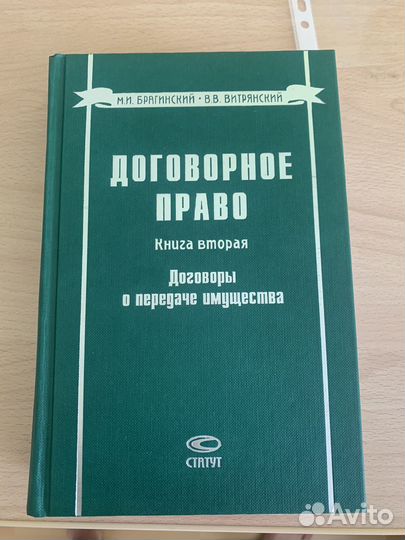 М.И. БРАГИНСКИЙ · В.В. ВИТРЯНСКИЙ
ДОГОВОРНОЕ
ПРАВО
Книга вторая
Договоры
о передаче имущества
СТАТУТ
Avito